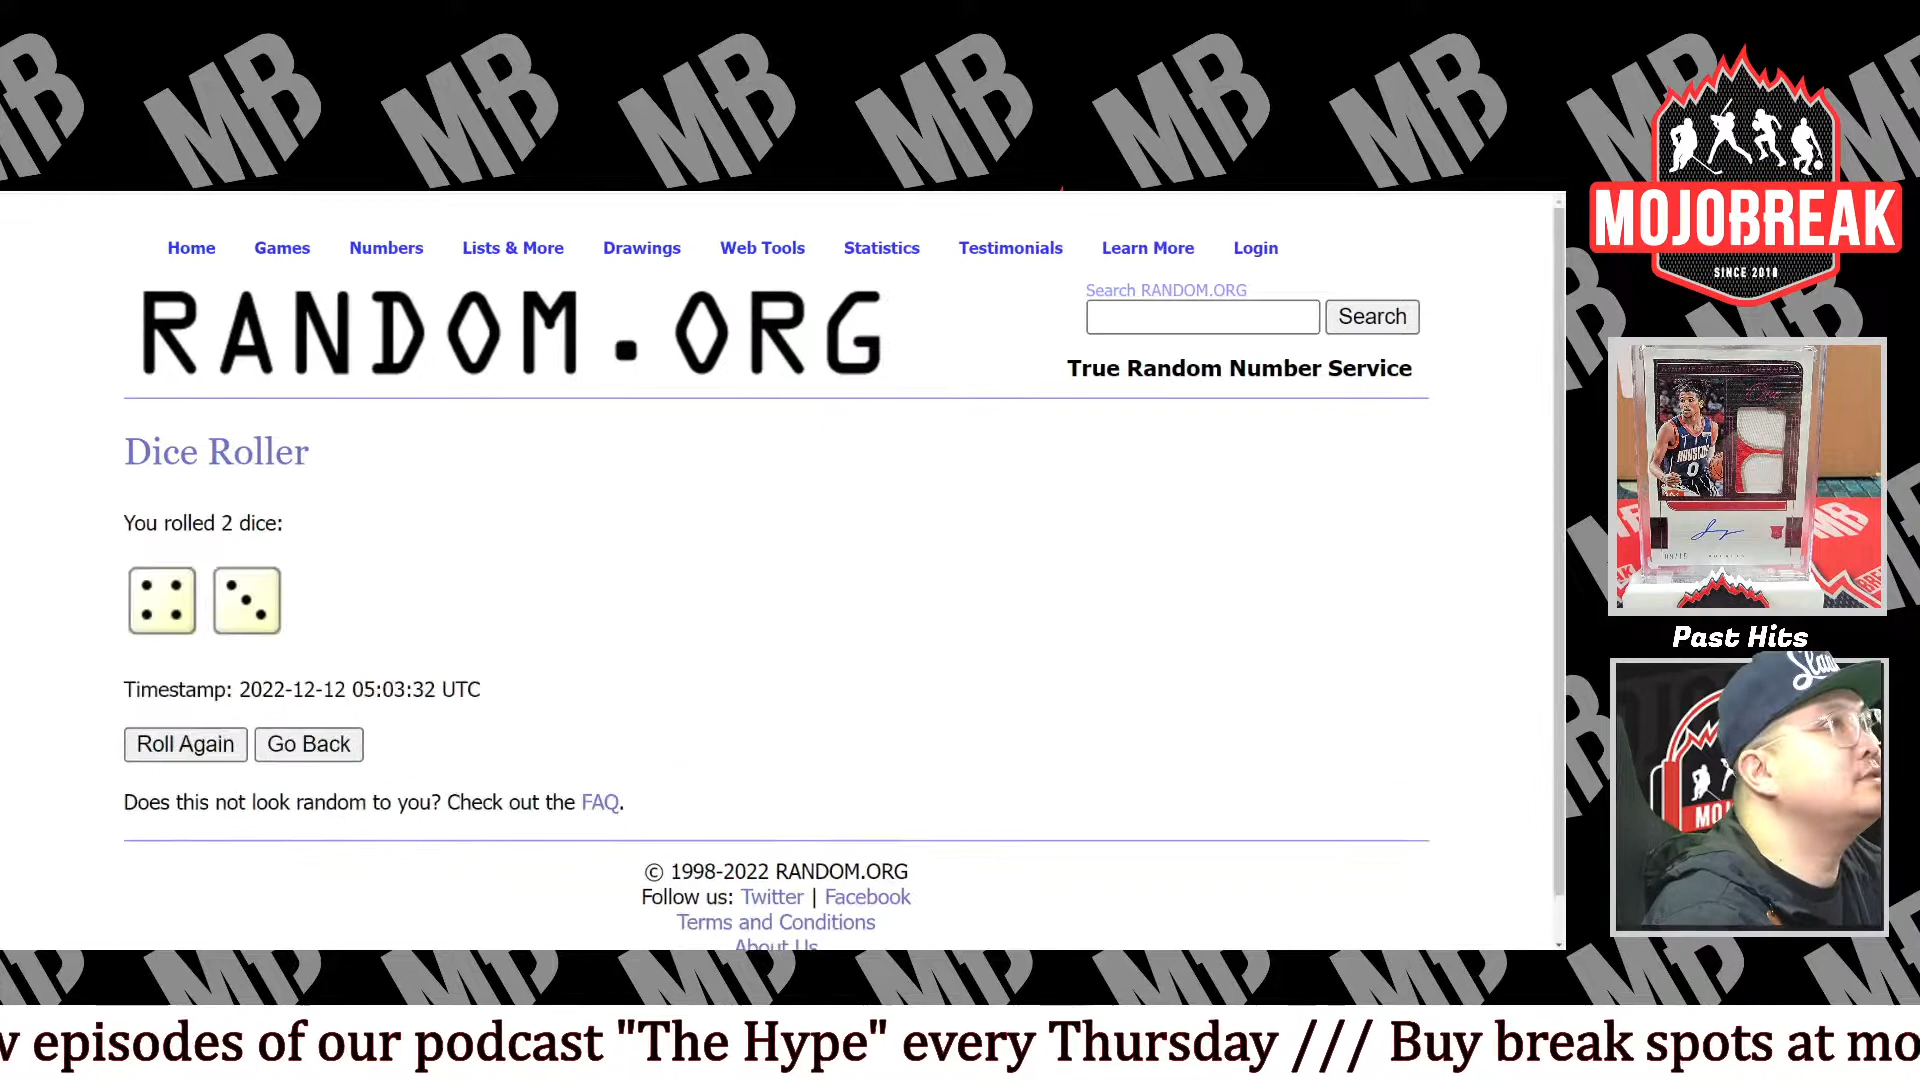 MB MB MB MB MB MB MB
MOJOBREAK
SINCE 2010
Home Games Numbers Lists & More Drawings Web Tools Statistics Testimonials Learn More Login
RANDOM.ORG
Search RANDOM.ORG
Search
True Random Number Service
Dice Roller
You rolled 2 dice:
Timestamp: 2022-12-12 05:03:32 UTC
Roll Again Go Back
Does this not look random to you? Check out the FAQ.
© 1998-2022 RANDOM.ORG
Follow us: Twitter | Facebook
Terms and Conditions
About Us
HOUSTON
0
MB
Past Hits
w episodes of our podcast "The Hype" every Thursday /// Buy break spots at mo